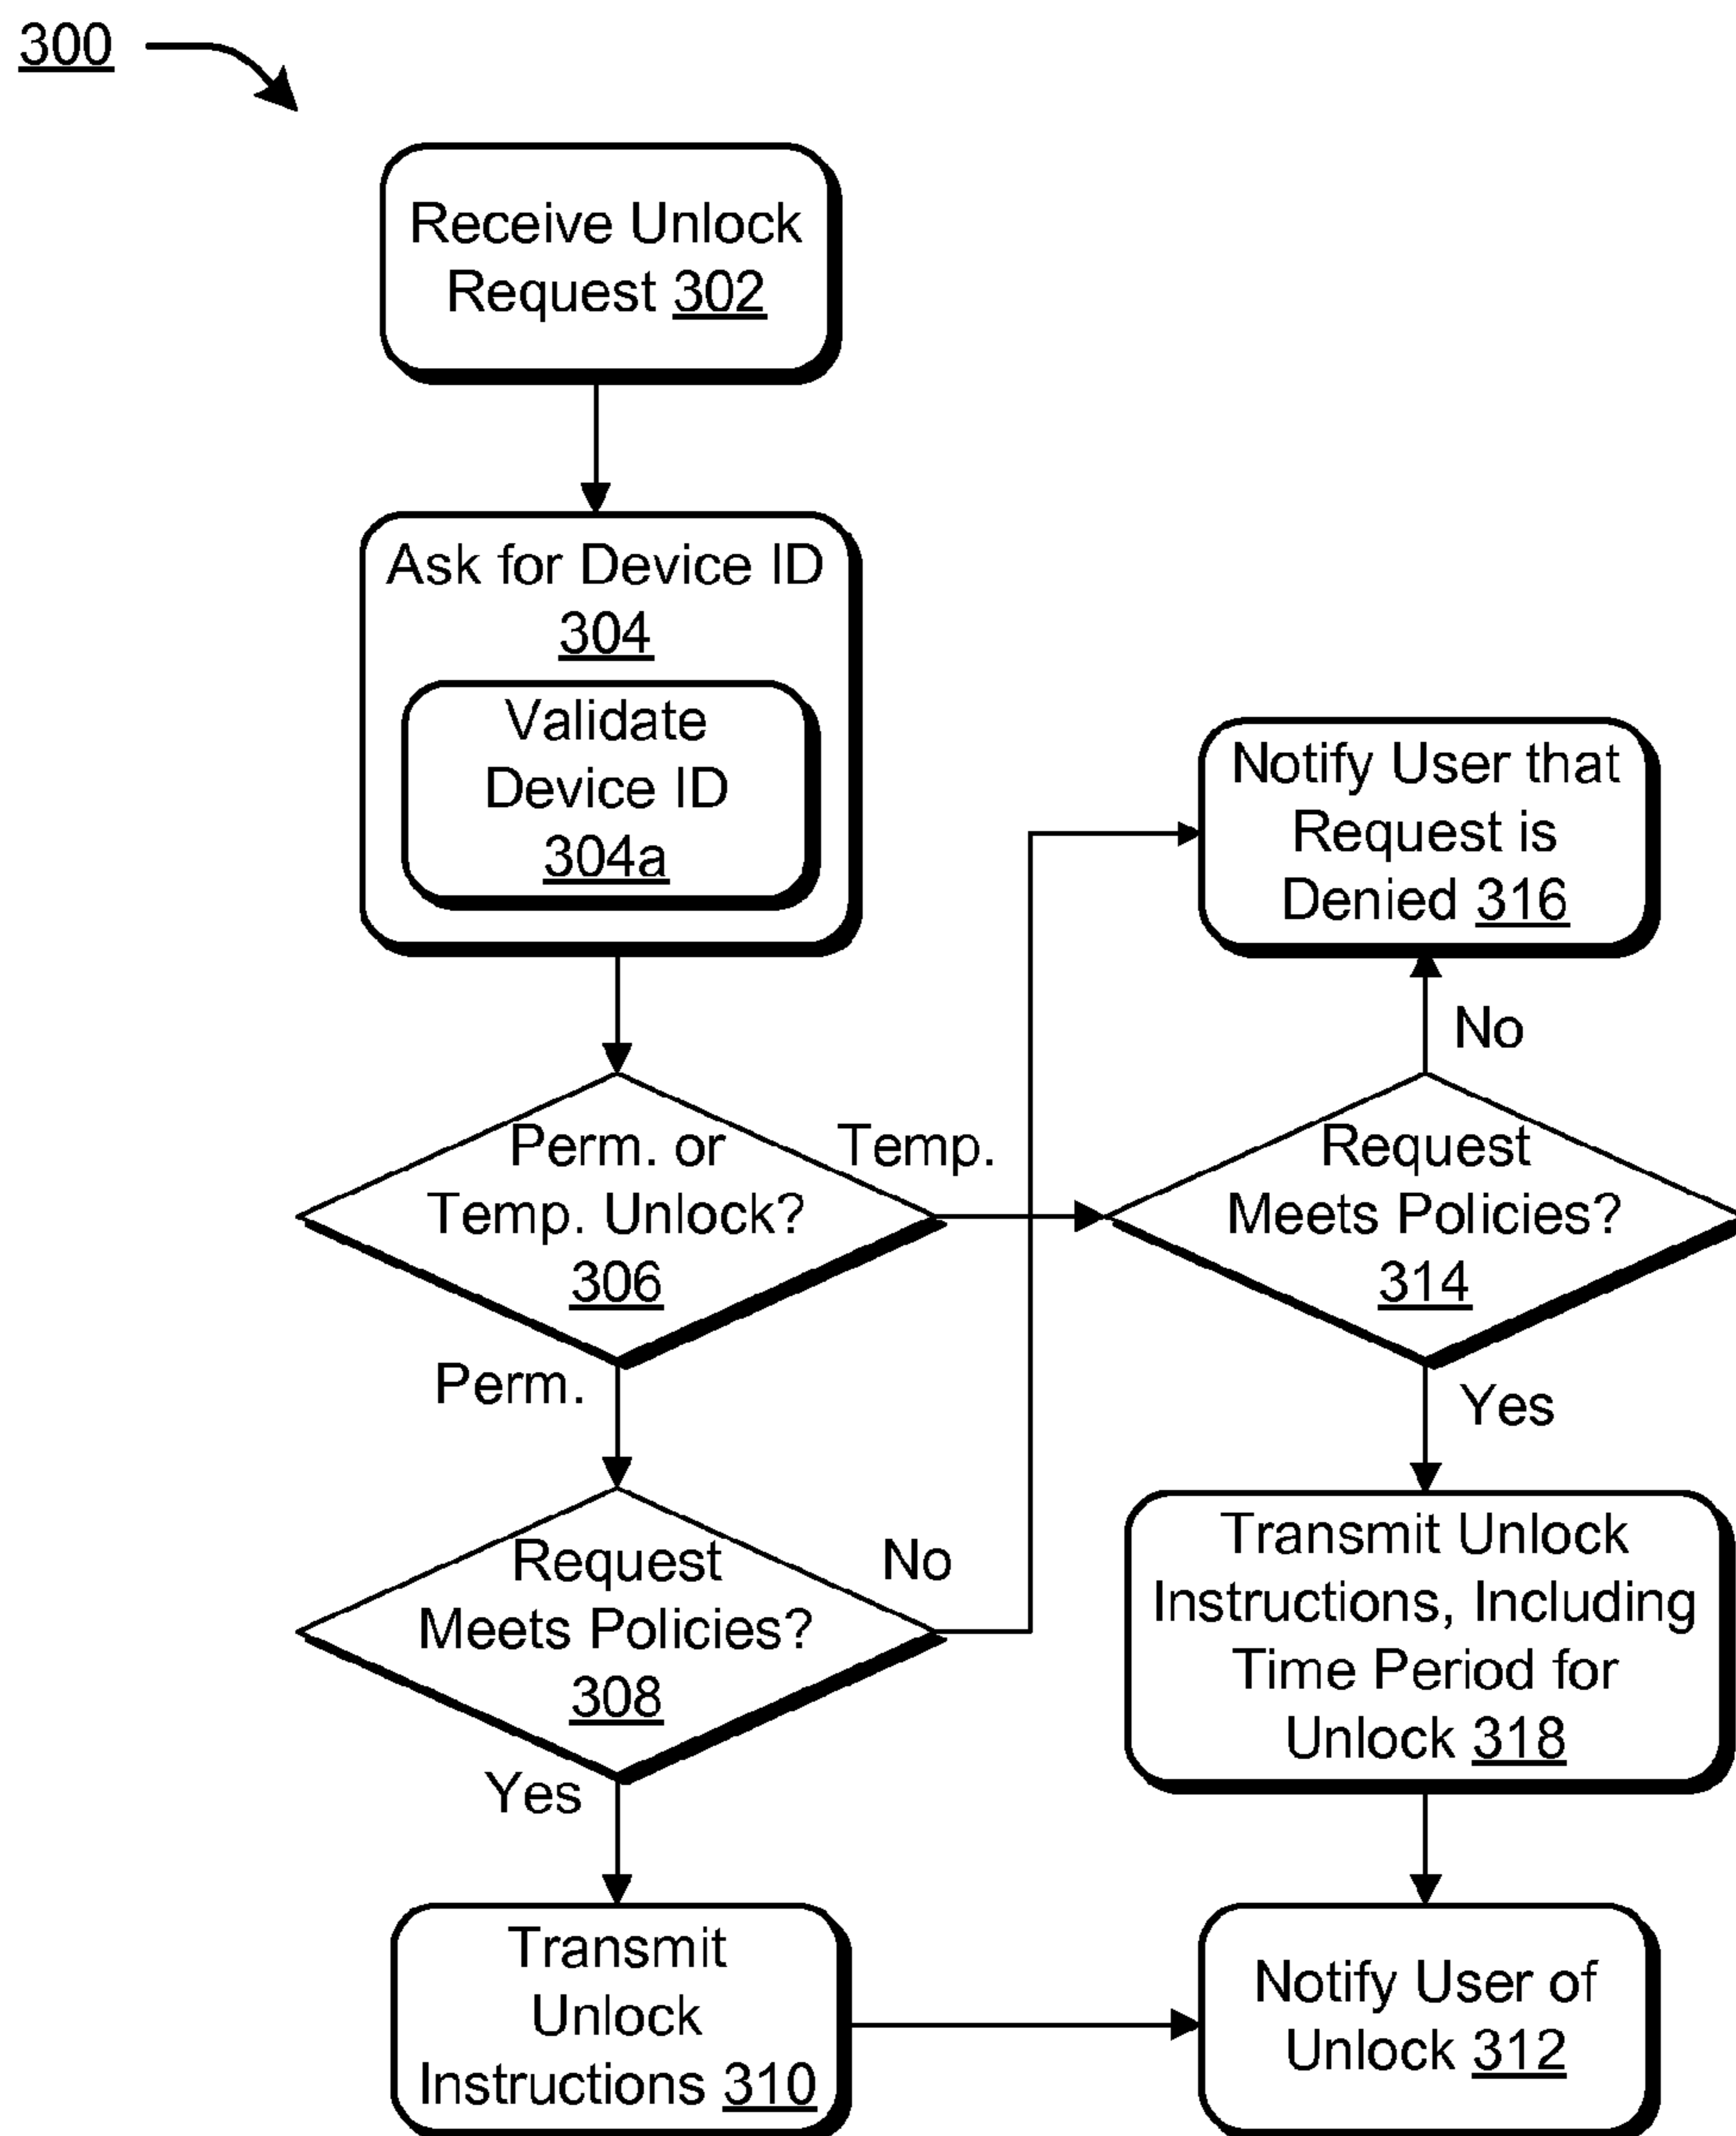 300
Receive Unlock
Request 302
Ask for Device ID
304
Validate
Device ID
304a
Notify User that
Request is
Denied 316
No
Perm. or
Temp. Unlock?
306
Temp.
Request
Meets Policies?
314
Perm.
Yes
Request
Meets Policies?
308
No
Transmit Unlock
Instructions, Including
Time Period for
Unlock 318
Yes
Transmit
Unlock
Instructions 310
Notify User of
Unlock 312